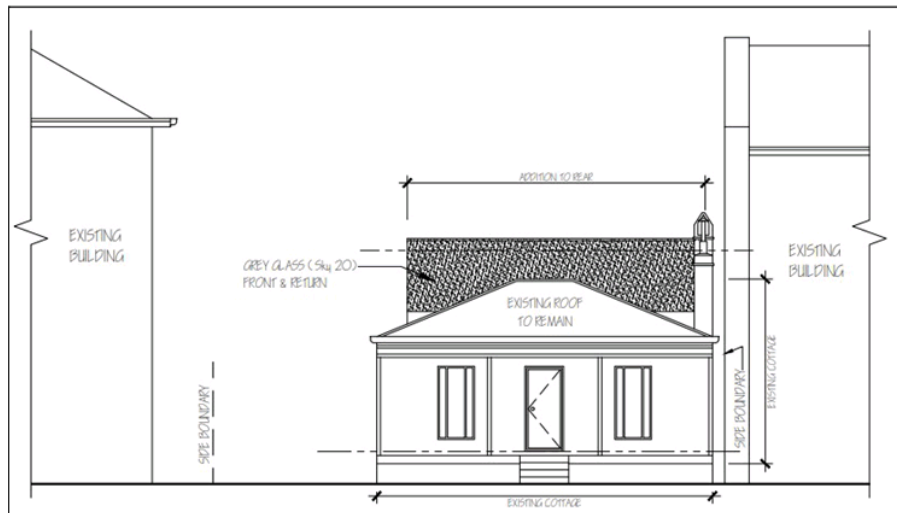 ADDITION TO REAR
EXISTING
BUILDING
GREY GLASS ( Sky 20)
FRONT & RETURN
EXISTING
BUILDING
EXISTING ROOF
TO REMAIN
SIDE BOUNDARY
SIDE BOUNDARY
EXISTING COTTAGE
EXISTING COTTAGE